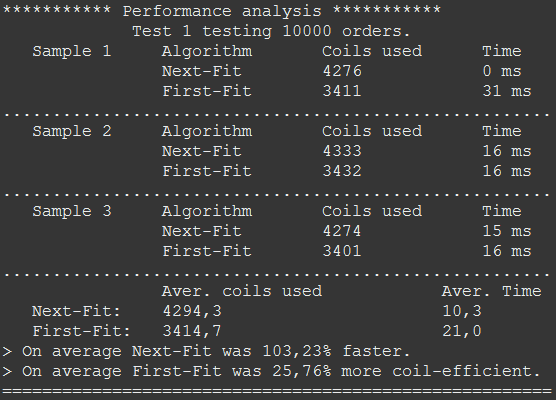 *********** Performance analysis ***********
Test 1 testing 10000 orders.
Sample 1 Algorithm Coils used Time
Next-Fit 4276 0 ms
First-Fit 3411 31 ms
.......................................................
Sample 2 Algorithm Coils used Time
Next-Fit 4333 16 ms
First-Fit 3432 16 ms
.......................................................
Sample 3 Algorithm Coils used Time
Next-Fit 4274 15 ms
First-Fit 3401 16 ms
.......................................................
Aver. coils used Aver. Time
Next-Fit: 4294,3 10,3
First-Fit: 3414,7 21,0
> On average Next-Fit was 103,23% faster.
> On average First-Fit was 25,76% more coil-efficient.
=======================================================